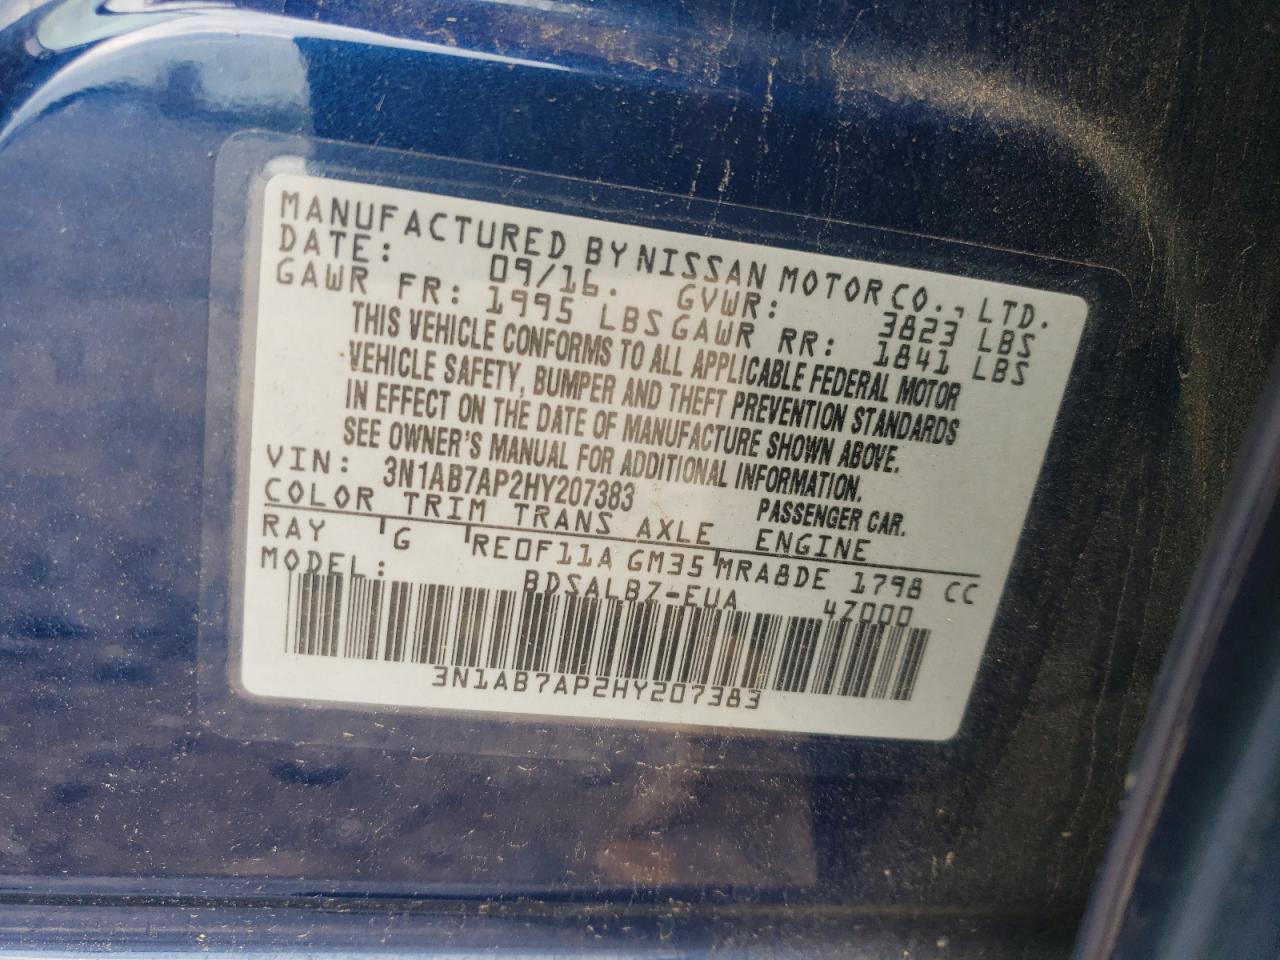 MANUFACTURED BY NISSAN MOTOR CO., LTD.
DATE: 09/16. GVWR: 3823 LBS
GAWR FR: 1995 LBS GAWR RR: 1841 LBS
THIS VEHICLE CONFORMS TO ALL APPLICABLE FEDERAL MOTOR
VEHICLE SAFETY, BUMPER AND THEFT PREVENTION STANDARDS
IN EFFECT ON THE DATE OF MANUFACTURE SHOWN ABOVE.
SEE OWNER'S MANUAL FOR ADDITIONAL INFORMATION.
VIN: 3N1AB7AP2HY207383 PASSENGER CAR.
COLOR TRIM TRANS AXLE ENGINE
RAY G RE0F11A GM35 MRA8DE 1798 CC
MODEL: BDSALBZ-EUA 4Z000
3N1AB7AP2HY207383